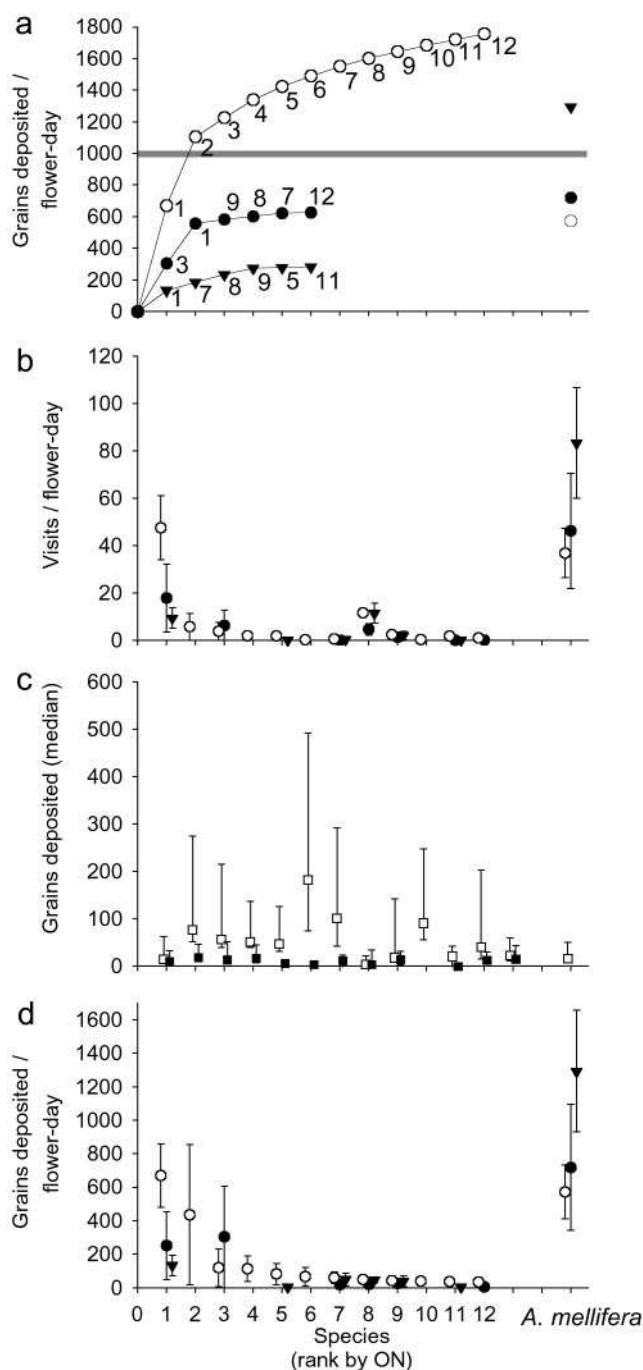 a
Grains deposited /
flower-day
1800
1600
1400
1200
1000
800
600
400
200
0
1 2 3 4 5 6 7 8 9 10 11 12
3 1 9 8 7 12
1 7 8 9 5 11
b
Visits / flower-day
120
100
80
60
40
20
0
c
Grains deposited (median)
600
500
400
300
200
100
0
d
Grains deposited /
flower-day
1600
1400
1200
1000
800
600
400
200
0
0 1 2 3 4 5 6 7 8 9 10 11 12 A. mellifera
Species
(rank by ON)